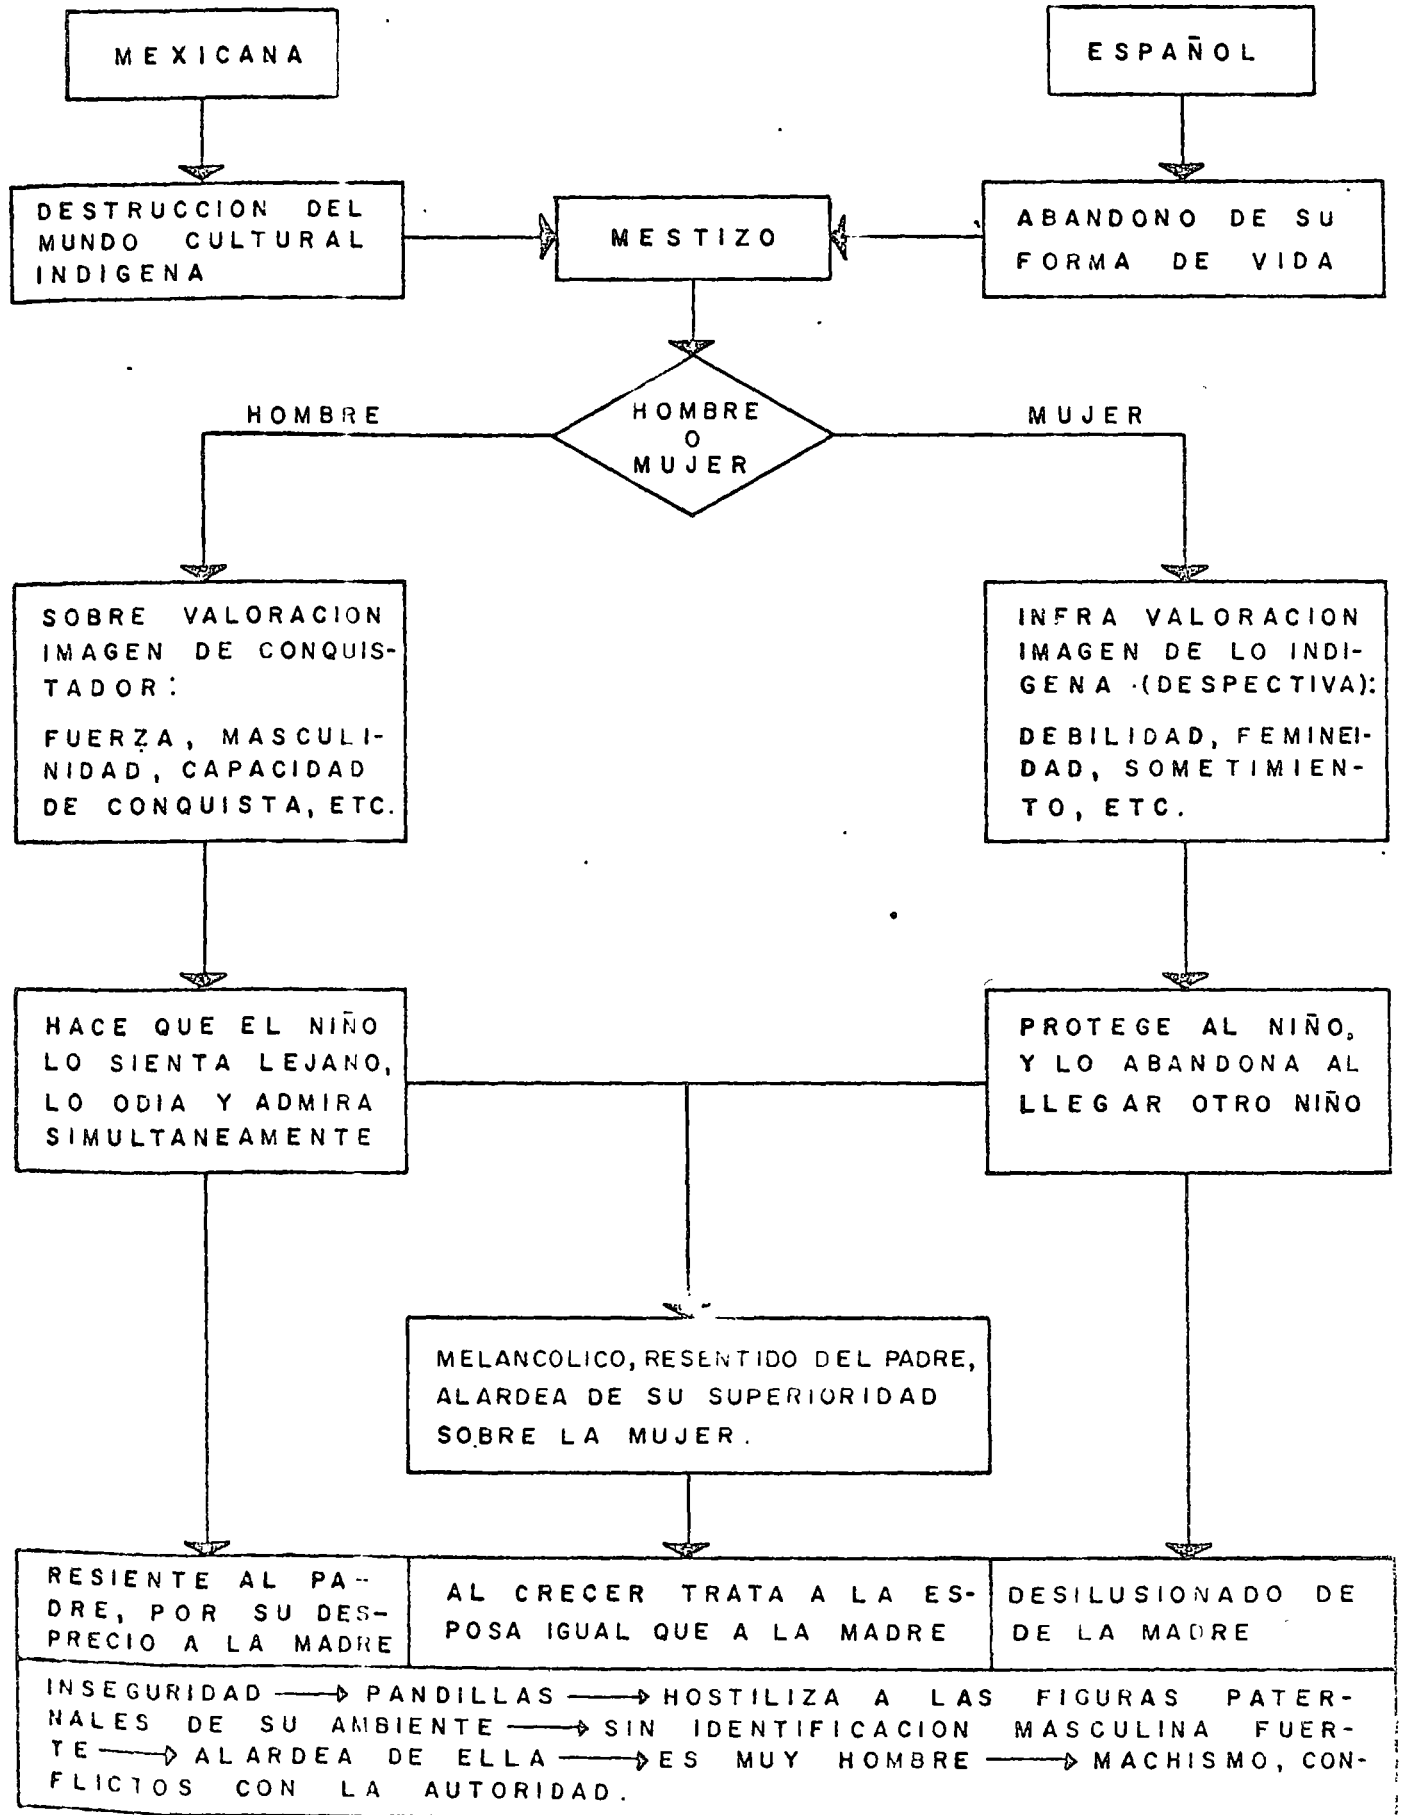 MEXICANA
ESPAÑOL
DESTRUCCION DEL
MUNDO CULTURAL
INDIGENA
MESTIZO
ABANDONO DE SU
FORMA DE VIDA
HOMBRE
HOMBRE
O
MUJER
MUJER
SOBRE VALORACION
IMAGEN DE CONQUIS-
TADOR:
FUERZA, MASCULI-
NIDAD, CAPACIDAD
DE CONQUISTA, ETC.
INFRA VALORACION
IMAGEN DE LO INDI-
GENA (DESPECTIVA):
DEBILIDAD, FEMINEI-
DAD, SOMETIMIEN-
TO, ETC.
HACE QUE EL NIÑO
LO SIENTA LEJANO,
LO ODIA Y ADMIRA
SIMULTANEAMENTE
PROTEGE AL NIÑO,
Y LO ABANDONA AL
LLEGAR OTRO NIÑO
MELANCOLICO, RESENTIDO DEL PADRE,
ALARDEA DE SU SUPERIORIDAD
SOBRE LA MUJER.
RESIENTE AL PA-
DRE, POR SU DES-
PRECIO A LA MADRE
AL CRECER TRATA A LA ES-
POSA IGUAL QUE A LA MADRE
DESILUSIONADO DE
DE LA MADRE
INSEGURIDAD → PANDILLAS → HOSTILIZA A LAS FIGURAS PATER-
NALES DE SU AMBIENTE → SIN IDENTIFICACION MASCULINA FUER-
TE → ALARDEA DE ELLA → ES MUY HOMBRE → MACHISMO, CON-
FLICTOS CON LA AUTORIDAD.